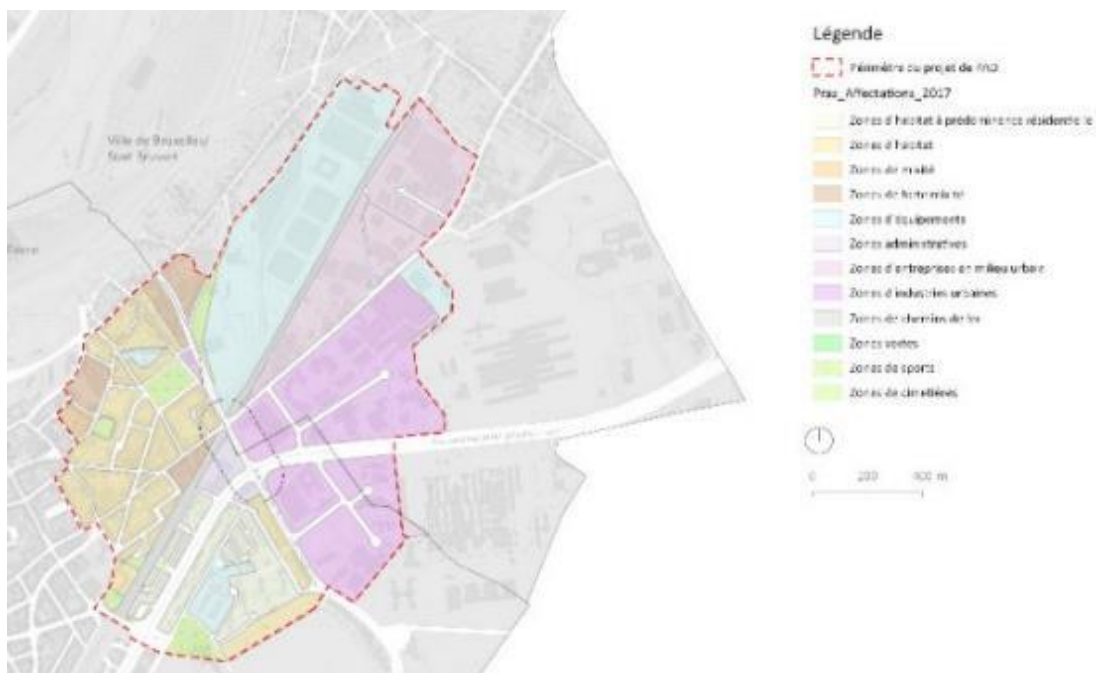 Ville de Bruxelles/
Légende
Périmètre du projet de PAD
Pras_Affectations_2017
Zones d'habitat à prédominance résidentielle
Zones d'habitat
Zones de mixité
Zones de forte mixité
Zones d'équipements
Zones administratives
Zones d'entreprises en milieu urbain
Zones d'industries urbaines
Zones de chemins de fer
Zones vertes
Zones de sports
Zones de cimetières
0 200 400 m